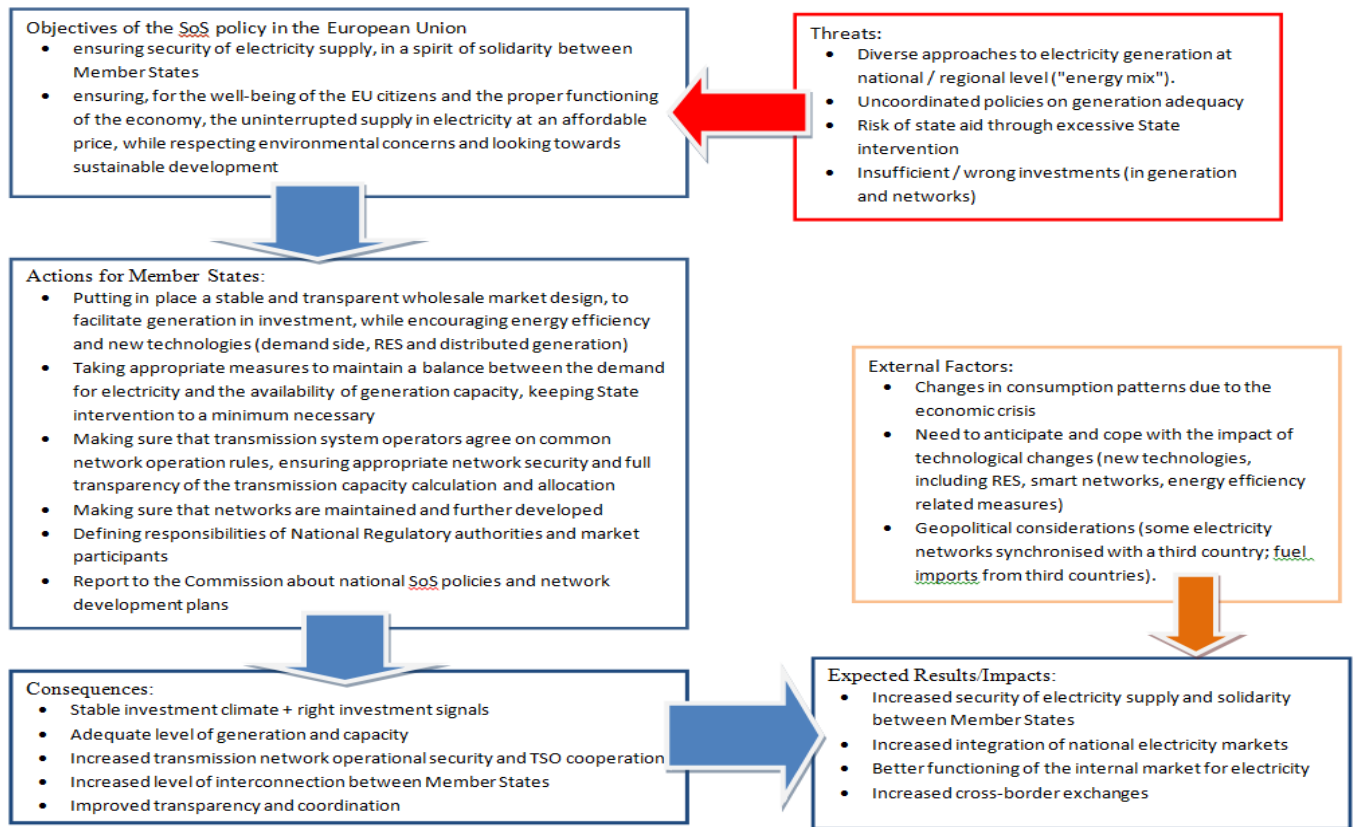 Objectives of the SoS policy in the European Union
• ensuring security of electricity supply, in a spirit of solidarity between
Member States
• ensuring, for the well-being of the EU citizens and the proper functioning
of the economy, the uninterrupted supply in electricity at an affordable
price, while respecting environmental concerns and looking towards
sustainable development
Threats:
• Diverse approaches to electricity generation at
national / regional level ("energy mix").
• Uncoordinated policies on generation adequacy
• Risk of state aid through excessive State
intervention
• Insufficient / wrong investments (in generation
and networks)
Actions for Member States:
• Putting in place a stable and transparent wholesale market design, to
facilitate generation in investment, while encouraging energy efficiency
and new technologies (demand side, RES and distributed generation)
• Taking appropriate measures to maintain a balance between the demand
for electricity and the availability of generation capacity, keeping State
intervention to a minimum necessary
• Making sure that transmission system operators agree on common
network operation rules, ensuring appropriate network security and full
transparency of the transmission capacity calculation and allocation
• Making sure that networks are maintained and further developed
• Defining responsibilities of National Regulatory authorities and market
participants
• Report to the Commission about national SoS policies and network
development plans
External Factors:
• Changes in consumption patterns due to the
economic crisis
• Need to anticipate and cope with the impact of
technological changes (new technologies,
including RES, smart networks, energy efficiency
related measures)
• Geopolitical considerations (some electricity
networks synchronised with a third country; fuel
imports from third countries).
Consequences:
• Stable investment climate + right investment signals
• Adequate level of generation and capacity
• Increased transmission network operational security and TSO cooperation
• Increased level of interconnection between Member States
• Improved transparency and coordination
Expected Results/Impacts:
• Increased security of electricity supply and solidarity
between Member States
• Increased integration of national electricity markets
• Better functioning of the internal market for electricity
• Increased cross-border exchanges